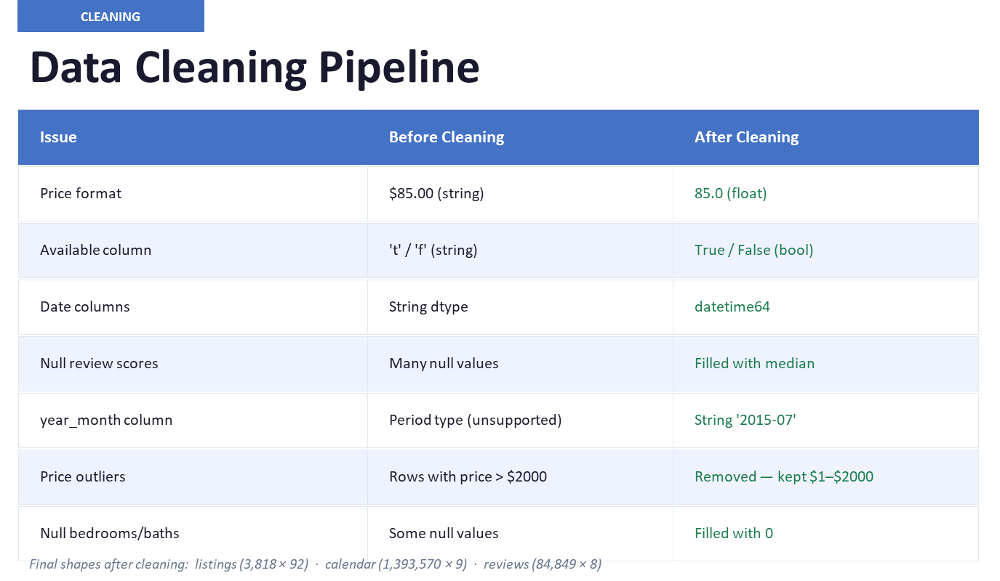 CLEANING
Data Cleaning Pipeline
Issue Before Cleaning After Cleaning
Price format $85.00 (string) 85.0 (float)
Available column 't' / 'f' (string) True / False (bool)
Date columns String dtype datetime64
Null review scores Many null values Filled with median
year_month column Period type (unsupported) String '2015-07'
Price outliers Rows with price > $2000 Removed — kept $1–$2000
Null bedrooms/baths Some null values Filled with 0
Final shapes after cleaning: listings (3,818 × 92) · calendar (1,393,570 × 9) · reviews (84,849 × 8)